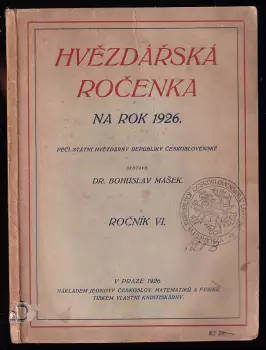 HVĚZDÁŘSKÁ
ROČENKA
NA ROK 1926.
PÉČÍ STÁTNÍ HVĚZDÁRNY REPUBLIKY ČESKOSLOVENSKÉ
SESTAVIL
DR. BOHUSLAV MAŠEK.
ROČNÍK VI.
V PRAZE 1926
NÁKLADEM JEDNOTY ČESKOSLOV. MATEMATIKŮ A FYSIKŮ.
TISKEM VLASTNÍ KNIHTISKÁRNY.